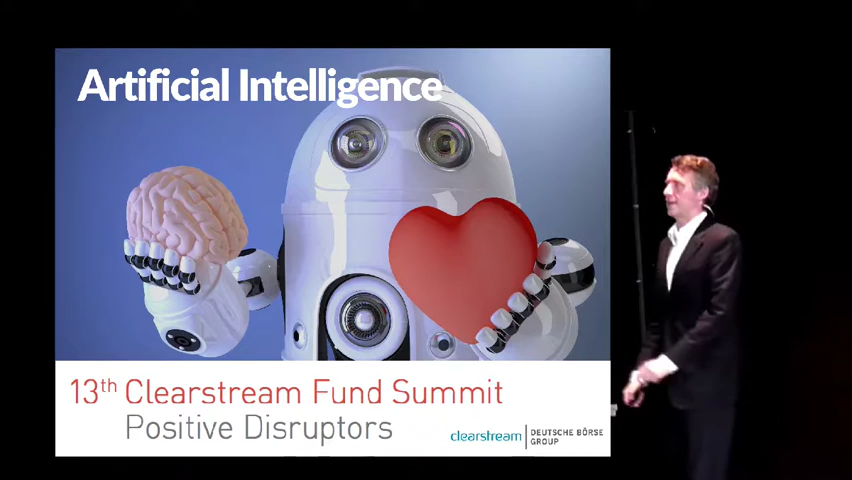 Artificial Intelligence
13th Clearstream Fund Summit
Positive Disruptors
clearstream
DEUTSCHE BÖRSE
GROUP